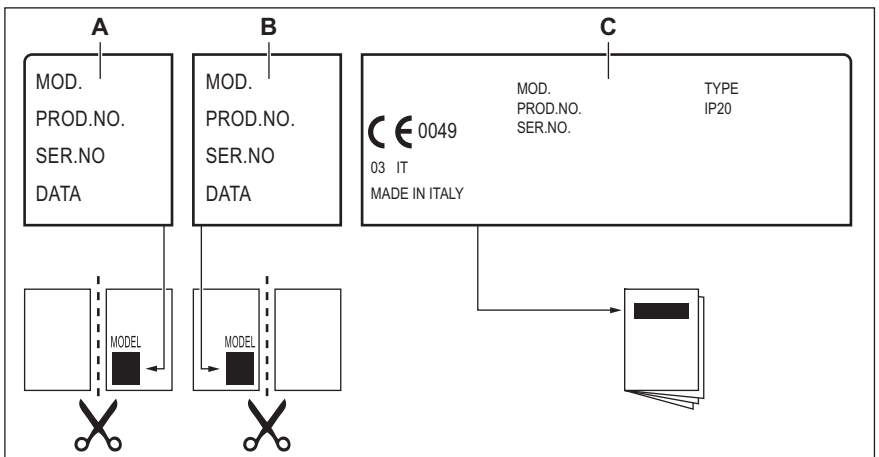 A
B
C
MOD.
PROD.NO.
SER.NO
DATA
MOD.
PROD.NO.
SER.NO
DATA
MOD.
TYPE
PROD.NO.
IP20
SER.NO.
CE 0049
03 IT
MADE IN ITALY
MODEL
MODEL